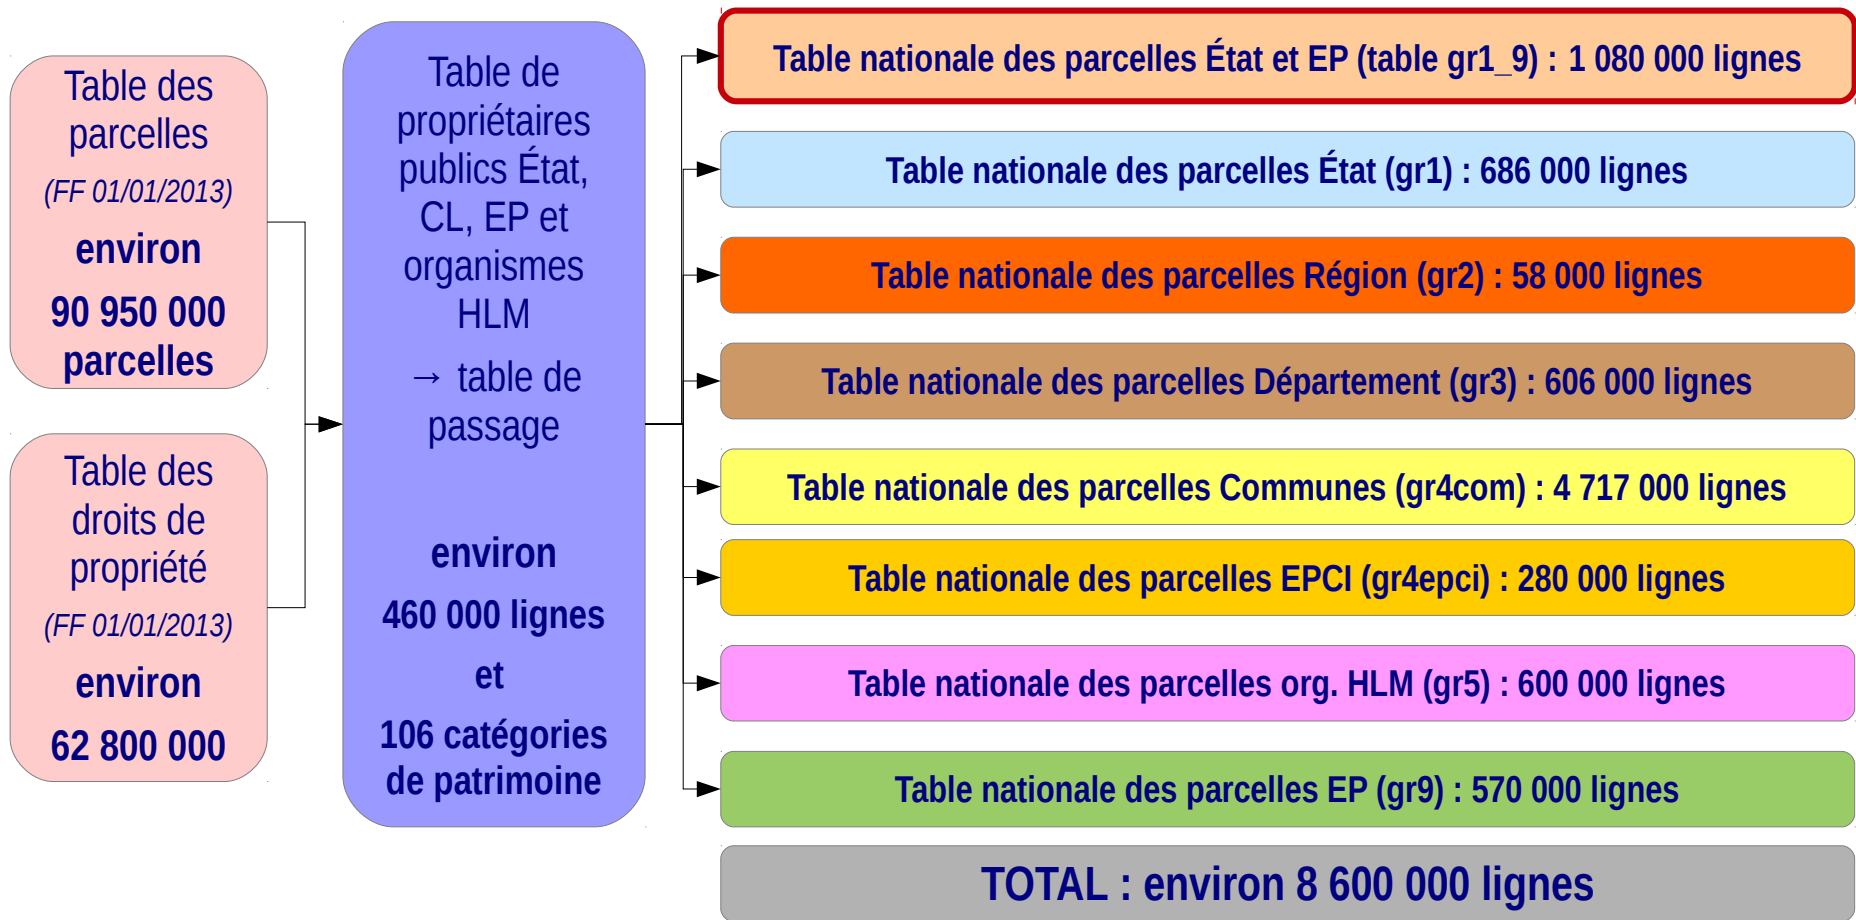 Table des
parcelles
(FF 01/01/2013)
environ
90 950 000
parcelles
Table des
droits de
propriété
(FF 01/01/2013)
environ
62 800 000
Table de
propriétaires
publics État,
CL, EP et
organismes
HLM
→ table de
passage
environ
460 000 lignes
et
106 catégories
de patrimoine
Table nationale des parcelles État et EP (table gr1_9) : 1 080 000 lignes
Table nationale des parcelles État (gr1) : 686 000 lignes
Table nationale des parcelles Région (gr2) : 58 000 lignes
Table nationale des parcelles Département (gr3) : 606 000 lignes
Table nationale des parcelles Communes (gr4com) : 4 717 000 lignes
Table nationale des parcelles EPCI (gr4epci) : 280 000 lignes
Table nationale des parcelles org. HLM (gr5) : 600 000 lignes
Table nationale des parcelles EP (gr9) : 570 000 lignes
TOTAL : environ 8 600 000 lignes